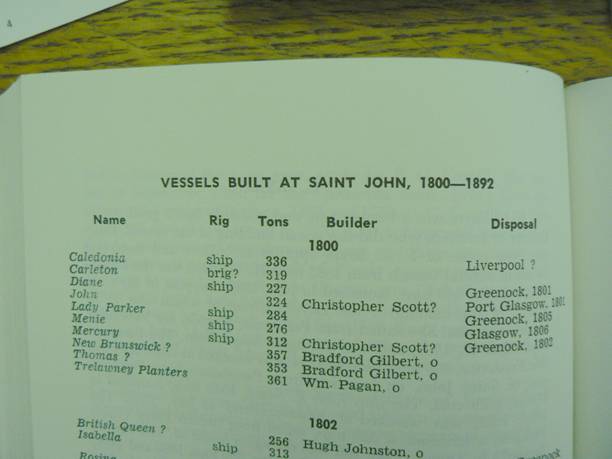 4
VESSELS BUILT AT SAINT JOHN, 1800—1892
Name Rig Tons Builder Disposal
1800
Caledonia ship 336 Liverpool ?
Carleton brig? 319
Diane ship 227 Greenock, 1801
John 324 Christopher Scott? Port Glasgow, 1801
Lady Parker ship 284 Greenock, 1805
Menie ship 276 Glasgow, 1806
Mercury ship 312 Christopher Scott? Greenock, 1802
New Brunswick ? 357 Bradford Gilbert, o
Thomas ? 353 Bradford Gilbert, o
Trelawney Planters 361 Wm. Pagan, o
1802
British Queen ? 256 Hugh Johnston, o
Isabella ship 313